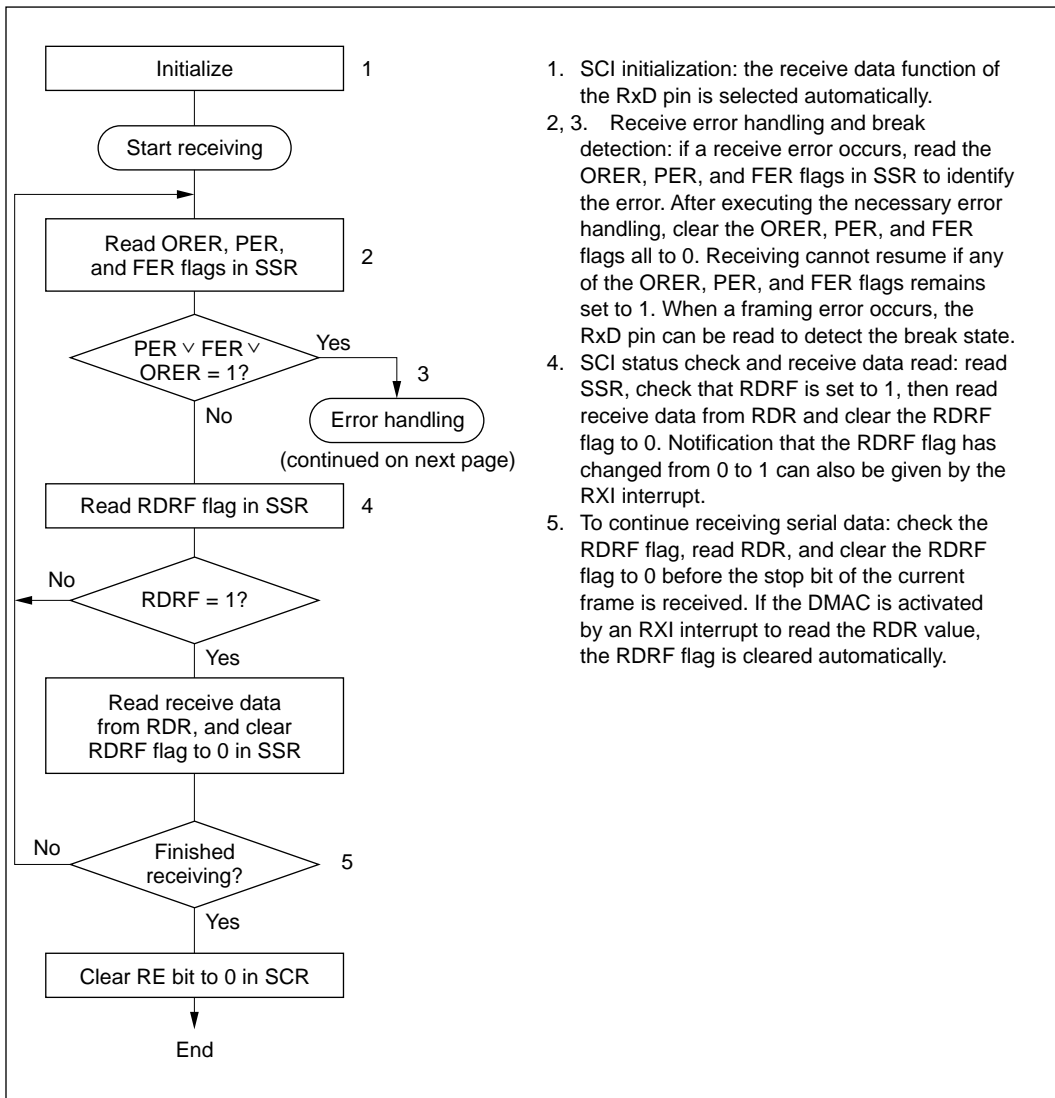 Initialize
1
Start receiving
Read ORER, PER,
and FER flags in SSR
2
PER ∨ FER ∨
ORER = 1?
Yes
3
No
Error handling
(continued on next page)
Read RDRF flag in SSR
4
No
RDRF = 1?
Yes
Read receive data
from RDR, and clear
RDRF flag to 0 in SSR
No
Finished
receiving?
5
Yes
Clear RE bit to 0 in SCR
End
1. SCI initialization: the receive data function of
the RxD pin is selected automatically.
2, 3. Receive error handling and break
detection: if a receive error occurs, read the
ORER, PER, and FER flags in SSR to identify
the error. After executing the necessary error
handling, clear the ORER, PER, and FER
flags all to 0. Receiving cannot resume if any
of the ORER, PER, and FER flags remains
set to 1. When a framing error occurs, the
RxD pin can be read to detect the break state.
4. SCI status check and receive data read: read
SSR, check that RDRF is set to 1, then read
receive data from RDR and clear the RDRF
flag to 0. Notification that the RDRF flag has
changed from 0 to 1 can also be given by the
RXI interrupt.
5. To continue receiving serial data: check the
RDRF flag, read RDR, and clear the RDRF
flag to 0 before the stop bit of the current
frame is received. If the DMAC is activated
by an RXI interrupt to read the RDR value,
the RDRF flag is cleared automatically.